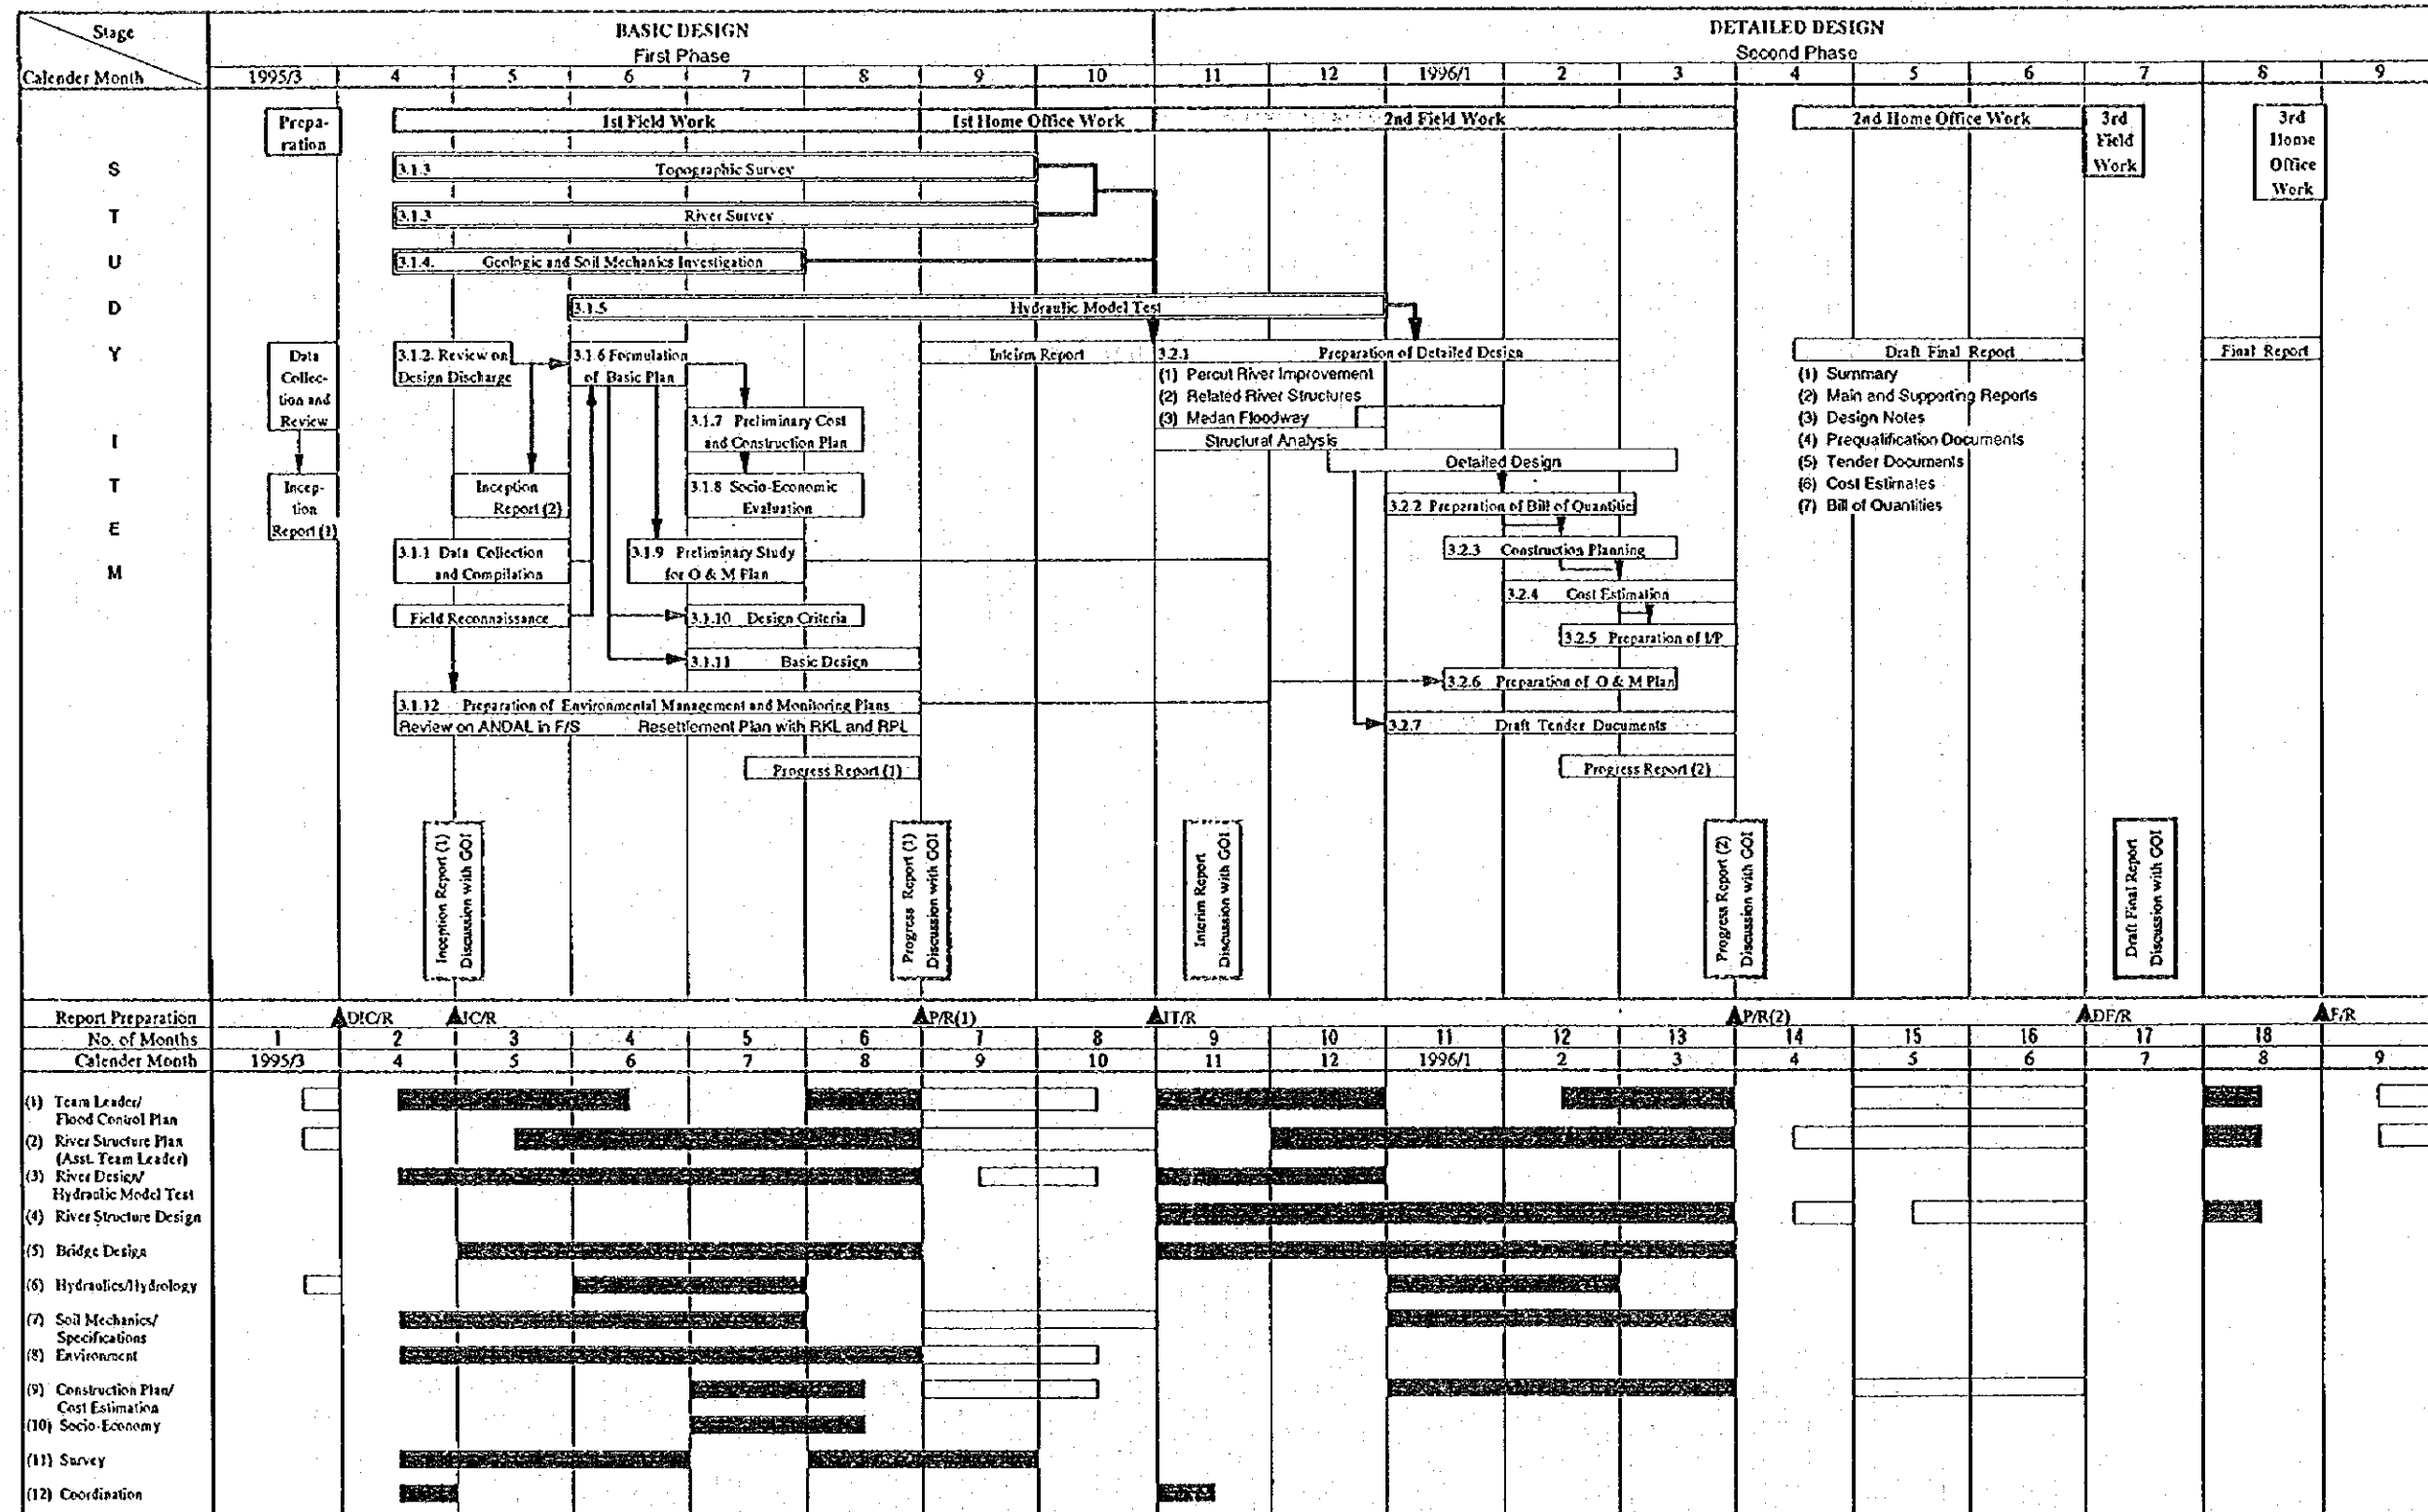 Stage
BASIC DESIGN
DETAILED DESIGN
First Phase
Second Phase
Calender Month
1995/3 4 5 6 7 8 9 10 11 12 1996/1 2 3 4 5 6 7 8 9
STUDY ITEM
Prepa-
ration
1st Field Work
1st Home Office Work
2nd Field Work
2nd Home Office Work
3rd
Field
Work
3rd
Home
Office
Work
3.1.3 Topographic Survey
3.1.3 River Survey
3.1.4. Geologic and Soil Mechanics Investigation
3.1.5 Hydraulic Model Test
Data
Collec-
tion and
Review
3.1.2. Review on
Design Discharge
3.1.6 Formulation
of Basic Plan
Inteirm Report
3.2.1 Preparation of Detailed Design
(1) Percut River Improvement
(2) Related River Structures
(3) Medan Floodway
Structural Analysis
Draft Final Report
(1) Summary
(2) Main and Supporting Reports
(3) Design Notes
(4) Prequalification Documents
(5) Tender Documents
(6) Cost Estimates
(7) Bill of Quantities
Final Report
3.1.7 Preliminary Cost
and Construction Plan
Detailed Design
Incep-
tion
Report (1)
Inception
Report (2)
3.1.8 Socio-Economic
Evaluation
3.2.2 Preparation of Bill of Quantitie
3.1.1 Data Collection
and Compilation
3.1.9 Preliminary Study
for O & M Plan
3.2.3 Construction Planning
3.2.4 Cost Estimation
Field Reconnaissance
3.1.10 Design Criteria
3.2.5 Preparation of I/P
3.1.11 Basic Design
3.2.6 Preparation of O & M Plan
3.1.12 Preparation of Environmental Management and Monitoring Plans
Review on ANDAL in F/S Resettlement Plan with RKL and RPL
3.2.7 Draft Tender Documents
Progress Report (1)
Progress Report (2)
Inception Report (1)
Discussion with GOI
Progress Report (1)
Discussion with GOI
Interim Report
Discussion with GOI
Progress Report (2)
Discussion with GOI
Draft Final Report
Discussion with GOI
Report Preparation
DIC/R IC/R P/R(1) IT/R P/R(2) DF/R F/R
No. of Months
1 2 3 4 5 6 7 8 9 10 11 12 13 14 15 16 17 18
Calender Month
1995/3 4 5 6 7 8 9 10 11 12 1996/1 2 3 4 5 6 7 8 9
(1) Team Leader/
Flood Control Plan
(2) River Structure Plan
(Asst. Team Leader)
(3) River Design/
Hydraulic Model Test
(4) River Structure Design
(5) Bridge Design
(6) Hydraulics/Hydrology
(7) Soil Mechanics/
Specifications
(8) Environment
(9) Construction Plan/
Cost Estimation
(10) Socio-Economy
(11) Survey
(12) Coordination